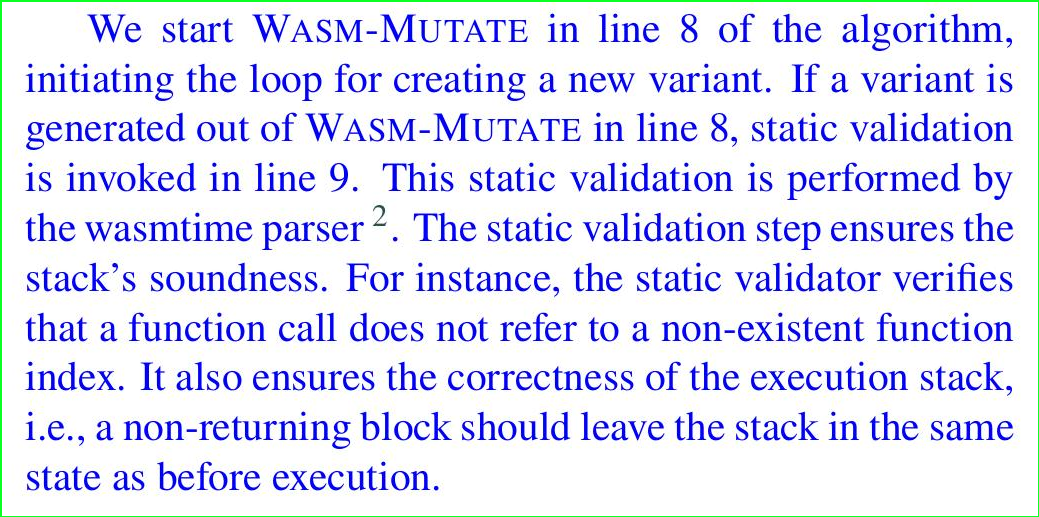 We start WASM-MUTATE in line 8 of the algorithm,
initiating the loop for creating a new variant. If a variant is
generated out of WASM-MUTATE in line 8, static validation
is invoked in line 9. This static validation is performed by
the wasmtime parser 2. The static validation step ensures the
stack’s soundness. For instance, the static validator verifies
that a function call does not refer to a non-existent function
index. It also ensures the correctness of the execution stack,
i.e., a non-returning block should leave the stack in the same
state as before execution.